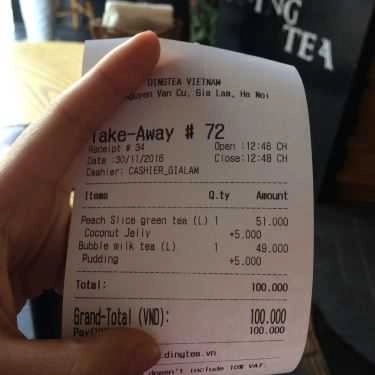 ING
TEA
DINGTEA VIETNAM
Nguyen Van Cu, Gia Lam, Ha Noi
Take-Away # 72
Receipt # 34 Open :12:46 CH
Date :30/11/2016 Close:12:48 CH
Cashier: CASHIER_GIALAM
Items Q.ty Amount
Peach Slice green tea (L) 1 51.000
Coconut Jelly +5.000
Bubble milk tea (L) 1 49.000
Pudding +5.000
Total: 100.000
Grand-Total (VND): 100.000
100.000
.dingtea.vn
doesn't include 10% VAT.